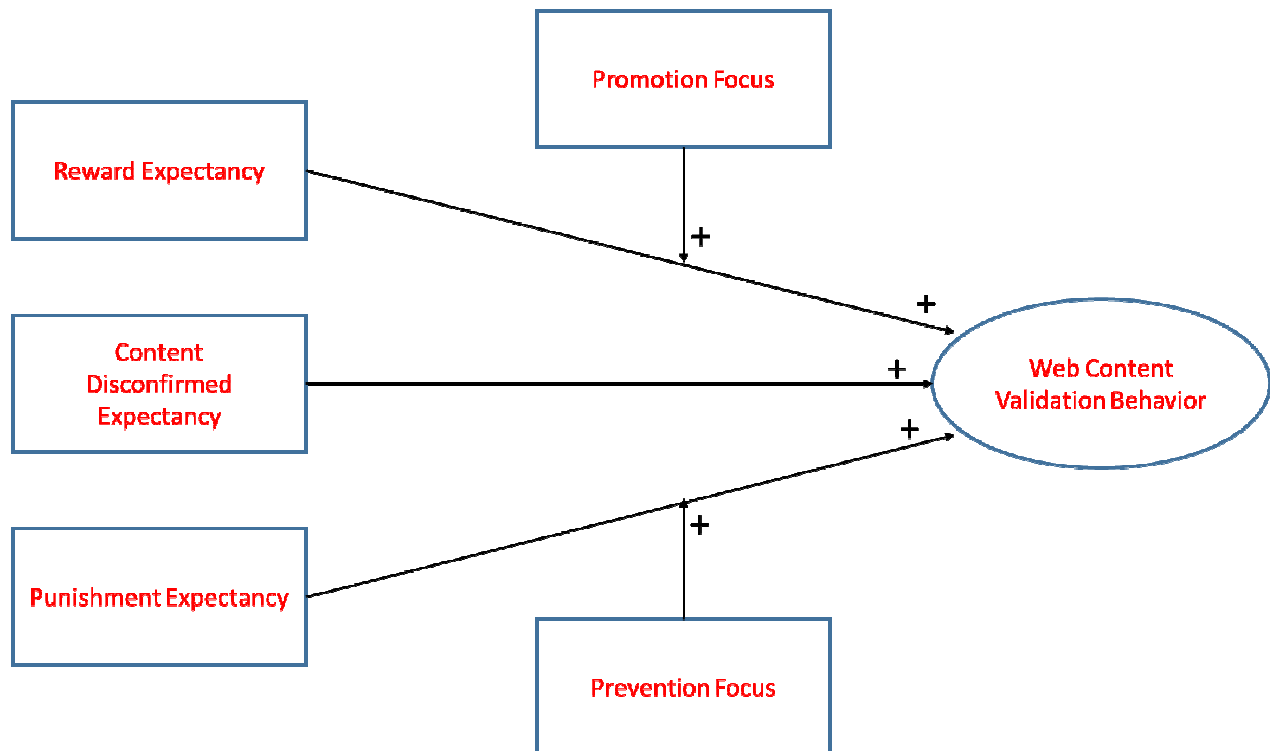 Promotion Focus
Reward Expectancy
+
+
Content
Disconfirmed
Expectancy
+
Web Content
Validation Behavior
+
+
Punishment Expectancy
Prevention Focus